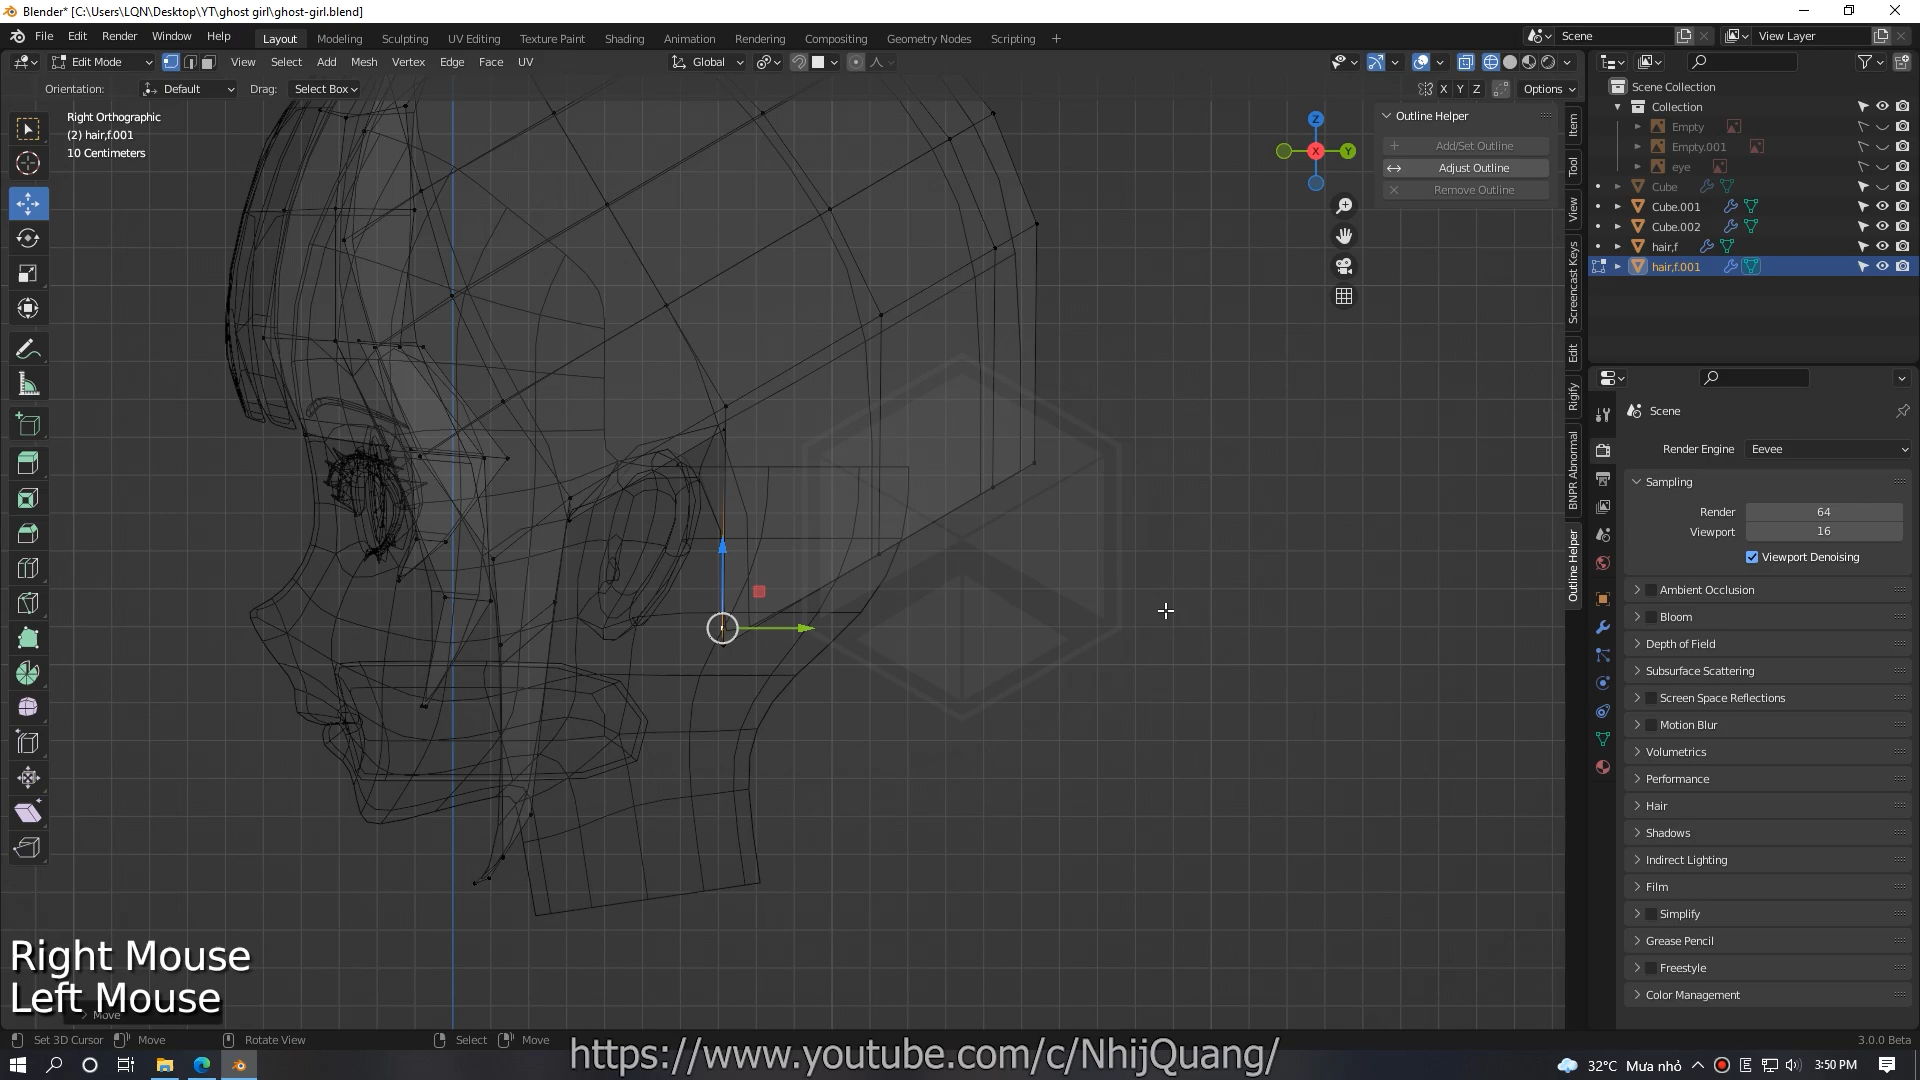 Blender* [C:\Users\LQN\Desktop\YT\ghost girl\ghost-girl.blend]
File Edit Render Window Help
Layout Modeling Sculpting UV Editing Texture Paint Shading Animation Rendering Compositing Geometry Nodes Scripting +
Scene
View Layer
Edit Mode
View Select Add Mesh Vertex Edge Face UV
Global
Orientation: Default Drag: Select Box
X Y Z Options
Right Orthographic
(2) hair,f.001
10 Centimeters
Z
X
Y
Outline Helper
Add/Set Outline
Adjust Outline
Remove Outline
Item
Tool
View
Screencast Keys
Edit
Rigify
BNPR Abnormal
Outline Helper
Scene Collection
Collection
Empty
Empty.001
eye
Cube
Cube.001
Cube.002
hair,f
hair,f.001
Scene
Render Engine Eevee
Sampling
Render 64
Viewport 16
Viewport Denoising
Ambient Occlusion
Bloom
Depth of Field
Subsurface Scattering
Screen Space Reflections
Motion Blur
Volumetrics
Performance
Hair
Shadows
Indirect Lighting
Film
Simplify
Grease Pencil
Freestyle
Color Management
Right Mouse
Left Mouse
Move
Set 3D Cursor Move Rotate View Select Move
3.0.0 Beta
https://www.youtube.com/c/NhijQuang/
32°C Mưa nhỏ
E
3:50 PM